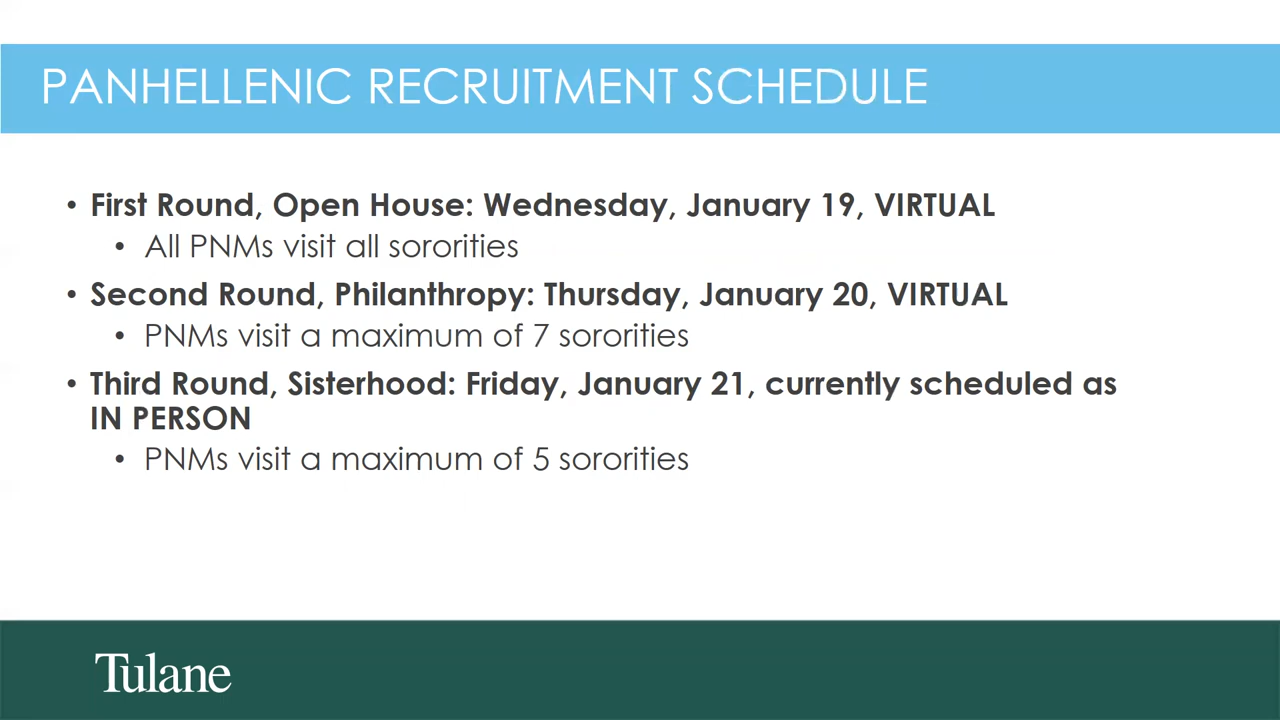 PANHELLENIC RECRUITMENT SCHEDULE
• First Round, Open House: Wednesday, January 19, VIRTUAL
• All PNMs visit all sororities
• Second Round, Philanthropy: Thursday, January 20, VIRTUAL
• PNMs visit a maximum of 7 sororities
• Third Round, Sisterhood: Friday, January 21, currently scheduled as
IN PERSON
• PNMs visit a maximum of 5 sororities
Tulane